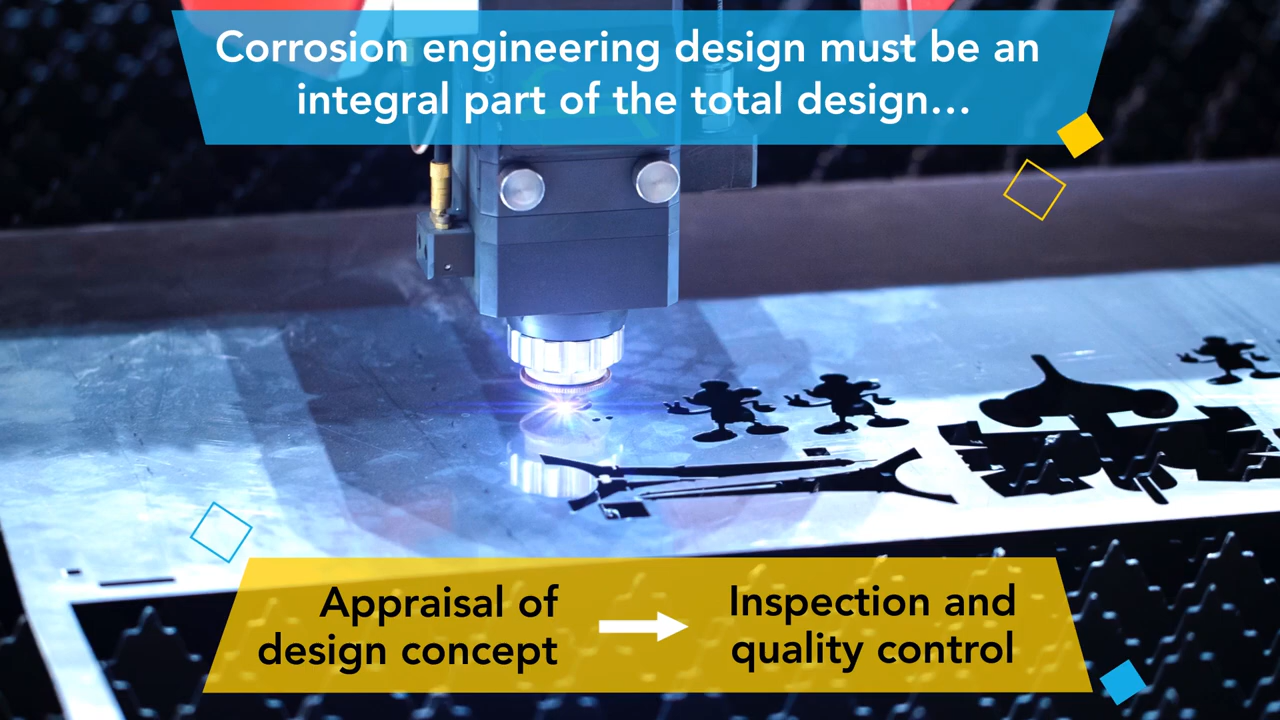 Corrosion engineering design must be an
integral part of the total design…
Appraisal of
design concept
Inspection and
quality control